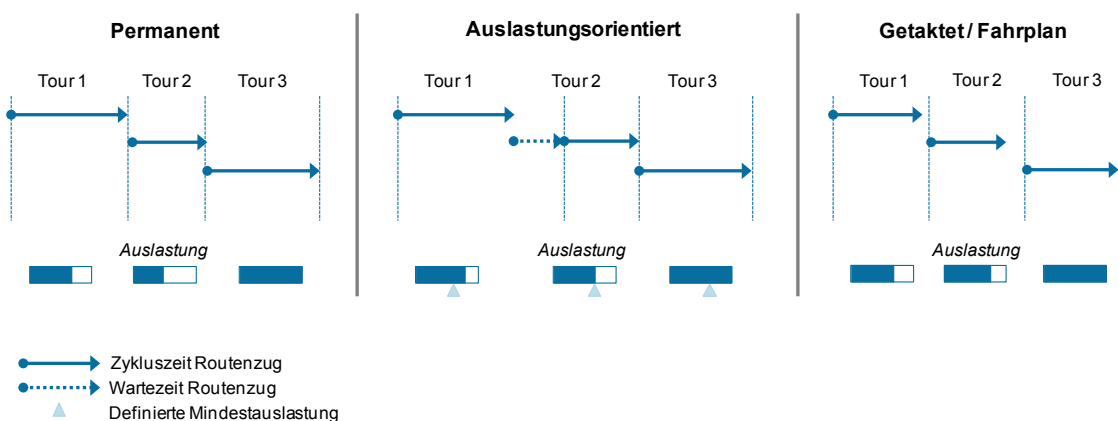 Permanent
Auslastungsorientiert
Getaktet / Fahrplan
Tour 1 Tour 2 Tour 3
Tour 1 Tour 2 Tour 3
Tour 1 Tour 2 Tour 3
Auslastung
Auslastung
Auslastung
Zykluszeit Routenzug
Wartezeit Routenzug
Definierte Mindestauslastung